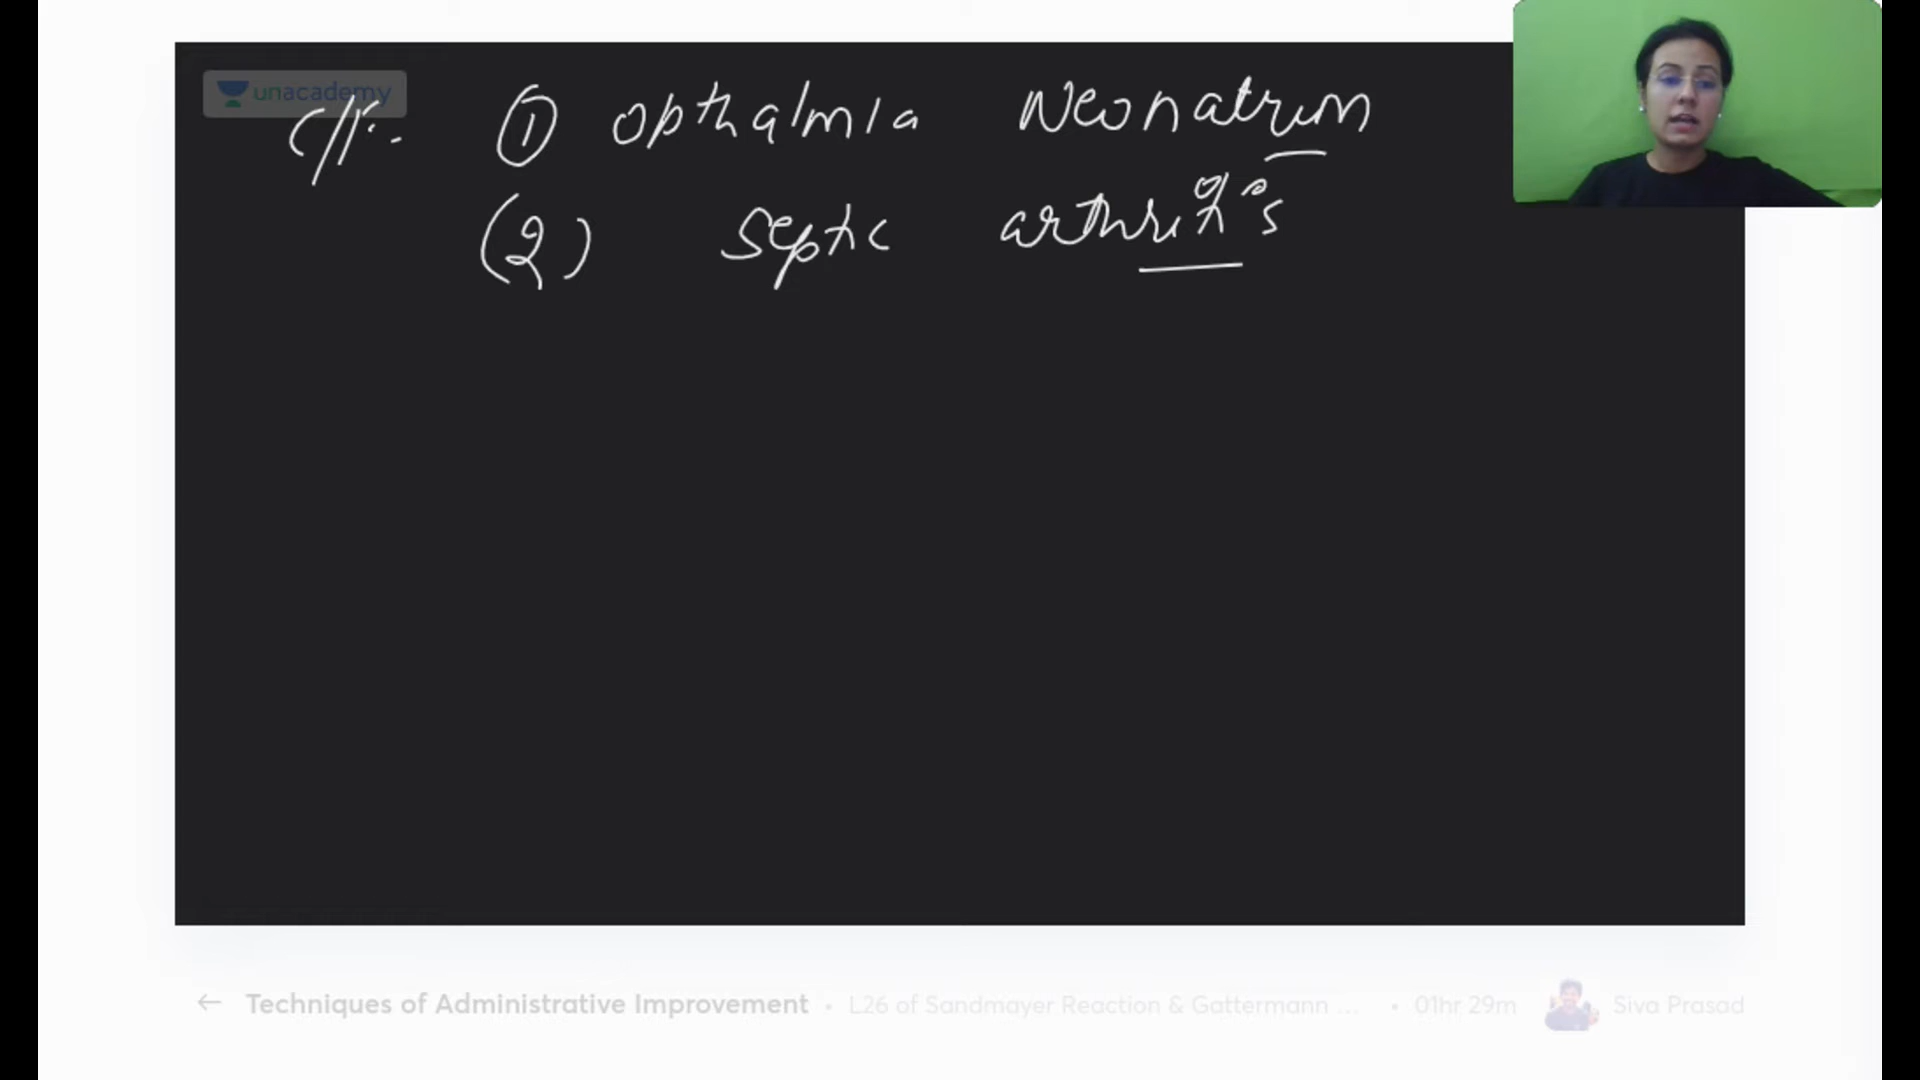 unacademy
C/F:- ① opthalmia Neonatrum
(2) Septic arthritis
← Techniques of Administrative Improvement • L26 of Sandmayer Reaction & Gattermann ... • 01hr 29m Siva Prasad